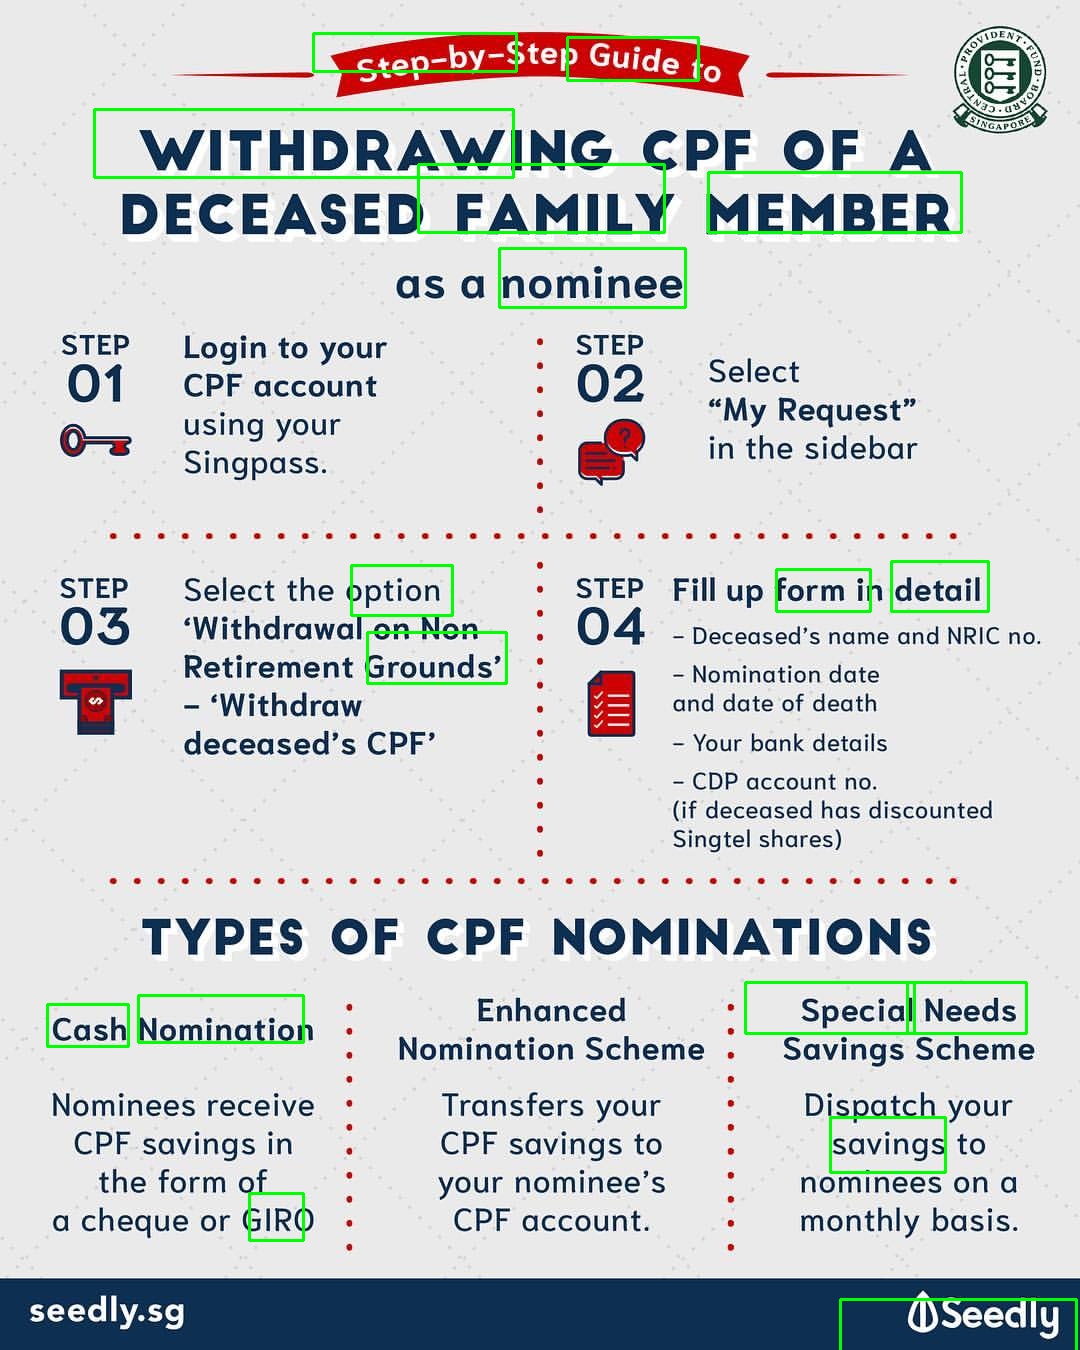 Step-by-Step Guide to
WITHDRAWING CPF OF A
DECEASED FAMILY MEMBER
as a nominee
CENTRAL · PROVIDENT · FUND · BOARD
SINGAPORE
STEP
01
Login to your
CPF account
using your
Singpass.
STEP
02
Select
“My Request”
in the sidebar
STEP
03
Select the option
‘Withdrawal on Non
Retirement Grounds’
– ‘Withdraw
deceased’s CPF’
STEP
04
Fill up form in detail
– Deceased’s name and NRIC no.
– Nomination date
and date of death
– Your bank details
– CDP account no.
(if deceased has discounted
Singtel shares)
TYPES OF CPF NOMINATIONS
Cash Nomination
Nominees receive
CPF savings in
the form of
a cheque or GIRO
Enhanced
Nomination Scheme
Transfers your
CPF savings to
your nominee’s
CPF account.
Special Needs
Savings Scheme
Dispatch your
savings to
nominees on a
monthly basis.
seedly.sg
Seedly